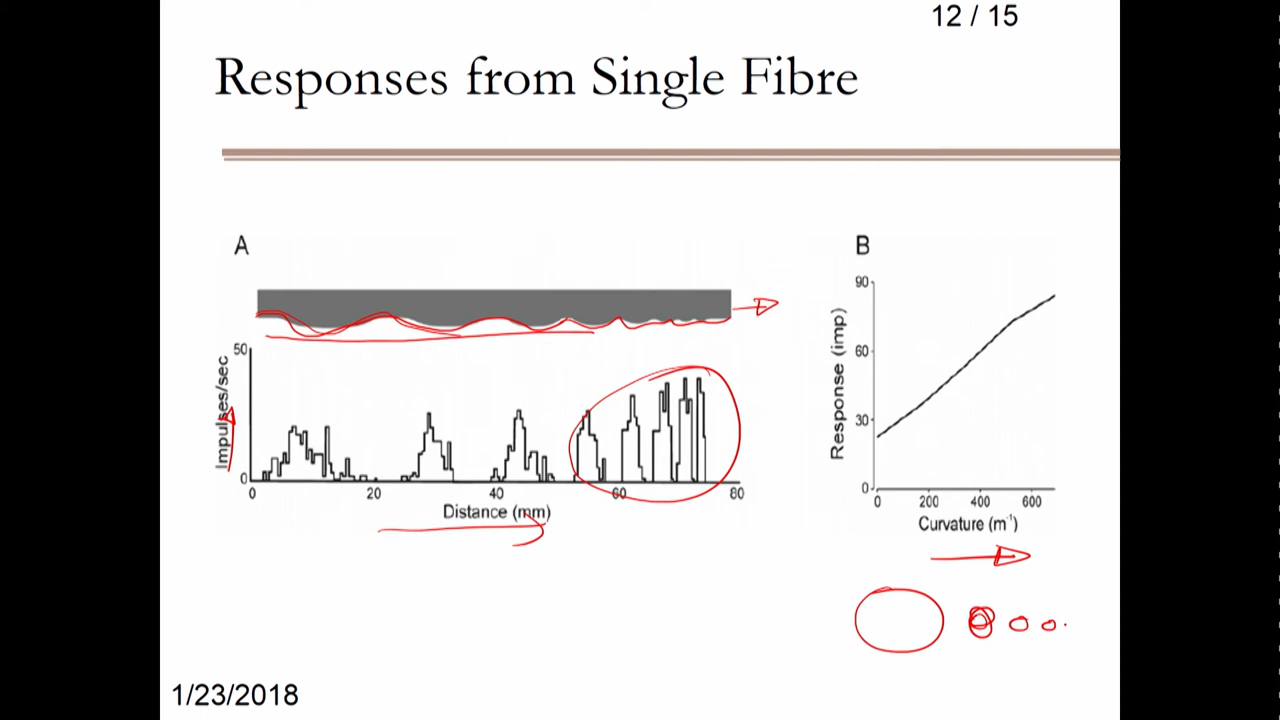 12 / 15
Responses from Single Fibre
A
B
50
Impulses/sec
0
0 20 40 60 80
Distance (mm)
90
60
30
0
Response (imp)
0 200 400 600
Curvature (m⁻¹)
1/23/2018